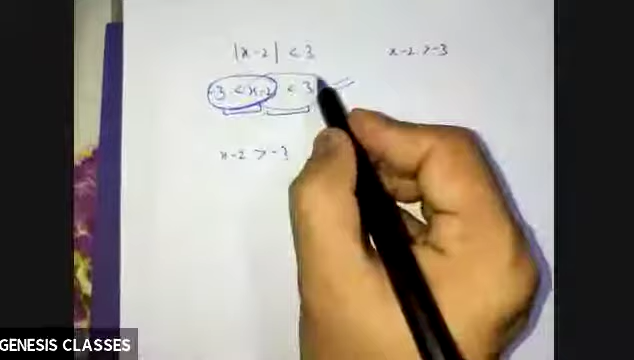 |x-2| < 3
x-2 > -3
-3 < x-2 < 3
x-2 > -3
GENESIS CLASSES